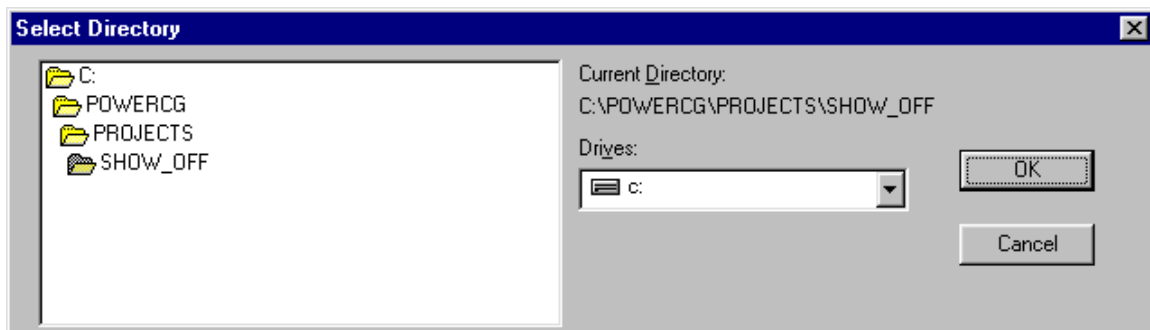 Select Directory
C:
POWERCG
PROJECTS
SHOW_OFF
Current Directory:
C:\POWERCG\PROJECTS\SHOW_OFF
Drives:
c:
OK
Cancel